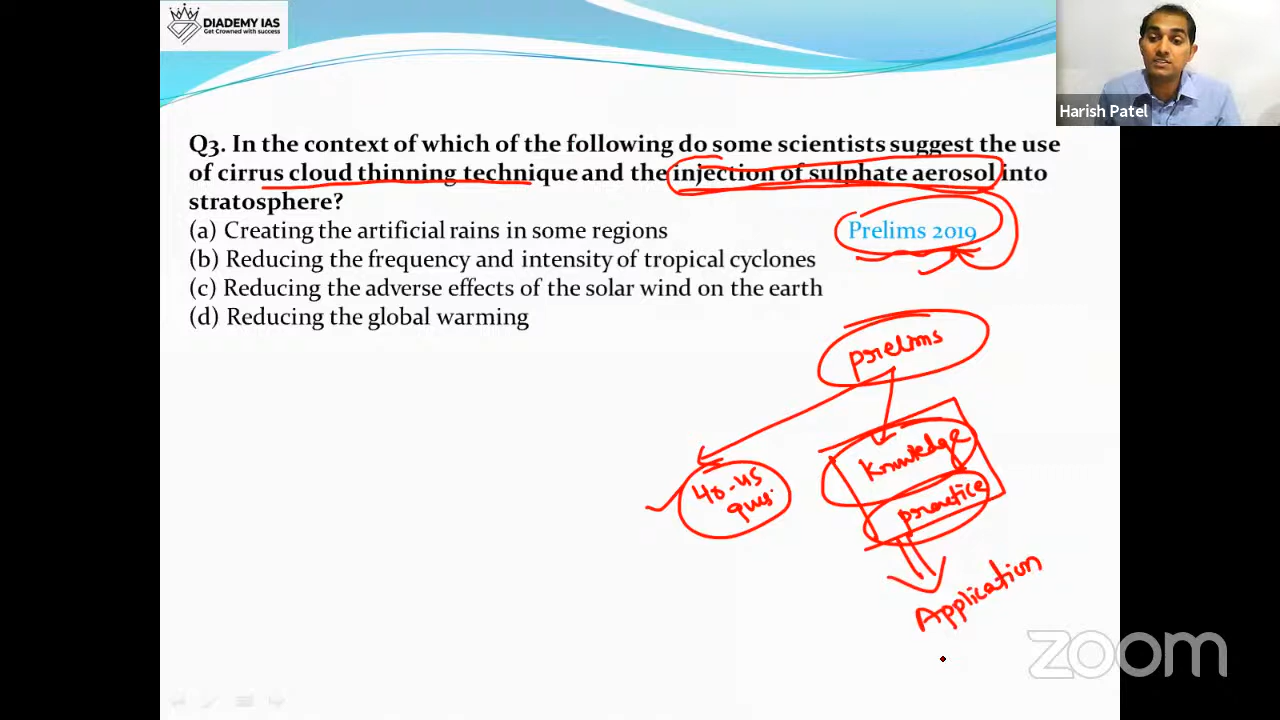 DIADEMY IAS
Get Crowned with success
Harish Patel
Q3. In the context of which of the following do some scientists suggest the use
of cirrus cloud thinning technique and the injection of sulphate aerosol into
stratosphere?
(a) Creating the artificial rains in some regions
Prelims 2019
(b) Reducing the frequency and intensity of tropical cyclones
(c) Reducing the adverse effects of the solar wind on the earth
(d) Reducing the global warming
prelims
knowledge
40-45
ques.
practice
Application
zoom